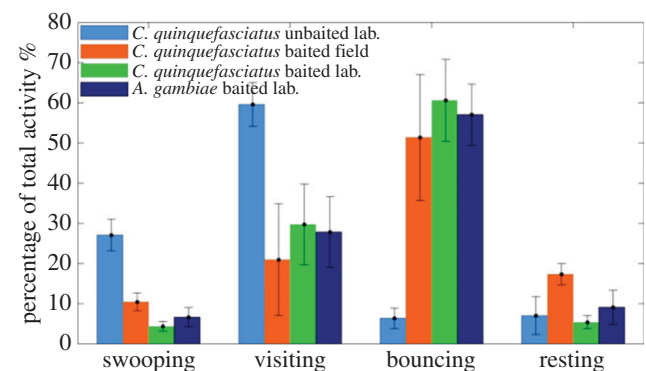 80
70
60
50
40
30
20
10
0
percentage of total activity %
C. quinquefasciatus unbaited lab.
C. quinquefasciatus baited field
C. quinquefasciatus baited lab.
A. gambiae baited lab.
swooping visiting bouncing resting